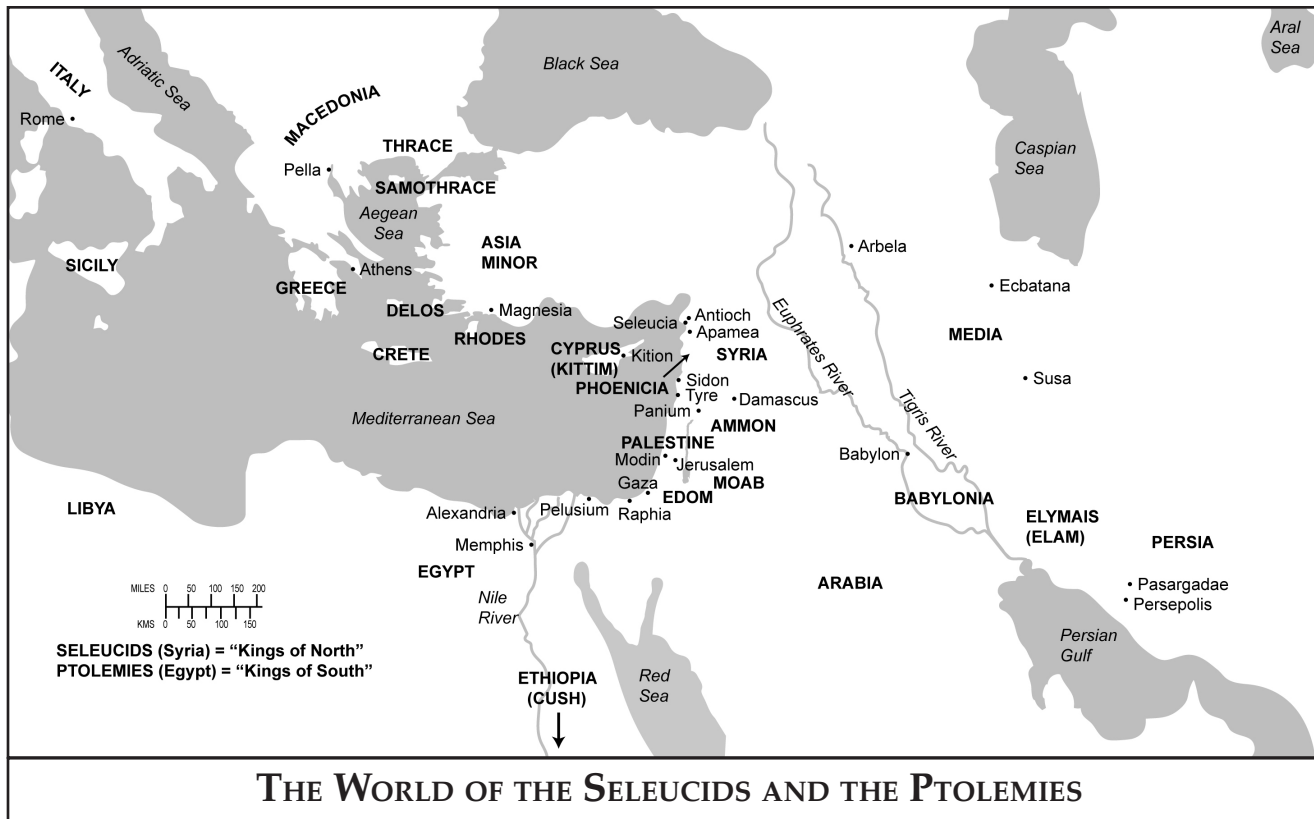 Aral
Sea
Black Sea
Adriatic Sea
ITALY
Rome
MACEDONIA
THRACE
Pella
SAMOTHRACE
Aegean
Sea
Caspian
Sea
ASIA
MINOR
Arbela
SICILY
Athens
GREECE
Ecbatana
DELOS
Magnesia
Antioch
Seleucia
Apamea
RHODES
MEDIA
CRETE
CYPRUS
(KITTIM)
Kition
SYRIA
Euphrates River
PHOENICIA
Sidon
Tyre
Susa
Damascus
Panium
Mediterranean Sea
AMMON
Tigris River
PALESTINE
Modin
Jerusalem
Babylon
Gaza
MOAB
EDOM
BABYLONIA
LIBYA
Alexandria
Pelusium
Raphia
ELYMAIS
(ELAM)
Memphis
PERSIA
EGYPT
ARABIA
Pasargadae
Persepolis
Nile
River
MILES 0 50 100 150 200
KMS 0 50 100 150
Persian
Gulf
SELEUCIDS (Syria) = “Kings of North”
PTOLEMIES (Egypt) = “Kings of South”
ETHIOPIA
(CUSH)
Red
Sea
THE WORLD OF THE SELEUCIDS AND THE PTOLEMIES